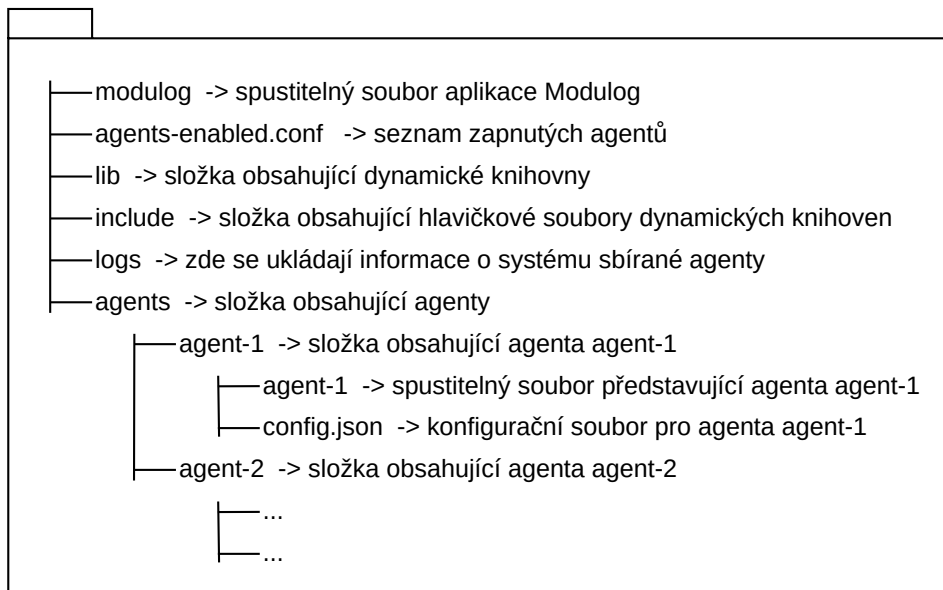 modulog -> spustitelný soubor aplikace Modulog
agents-enabled.conf -> seznam zapnutých agentů
lib -> složka obsahující dynamické knihovny
include -> složka obsahující hlavičkové soubory dynamických knihoven
logs -> zde se ukládají informace o systému sbírané agenty
agents -> složka obsahující agenty
agent-1 -> složka obsahující agenta agent-1
agent-1 -> spustitelný soubor představující agenta agent-1
config.json -> konfigurační soubor pro agenta agent-1
agent-2 -> složka obsahující agenta agent-2
...
...